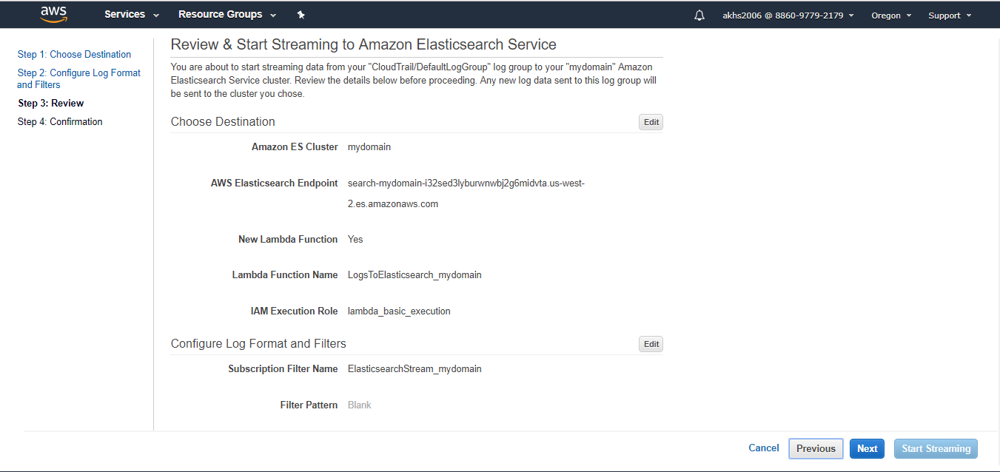 aws Services Resource Groups akhs2006 @ 8860-9779-2179 Oregon Support
Step 1: Choose Destination
Step 2: Configure Log Format
and Filters
Step 3: Review
Step 4: Confirmation
Review & Start Streaming to Amazon Elasticsearch Service
You are about to start streaming data from your "CloudTrail/DefaultLogGroup" log group to your "mydomain" Amazon
Elasticsearch Service cluster. Review the details below before proceeding. Any new log data sent to this log group will
be sent to the cluster you chose.
Choose Destination Edit
Amazon ES Cluster mydomain
AWS Elasticsearch Endpoint search-mydomain-i32sed3lyburwnwbj2g6midvta.us-west-
2.es.amazonaws.com
New Lambda Function Yes
Lambda Function Name LogsToElasticsearch_mydomain
IAM Execution Role lambda_basic_execution
Configure Log Format and Filters Edit
Subscription Filter Name ElasticsearchStream_mydomain
Filter Pattern Blank
Cancel Previous Next Start Streaming